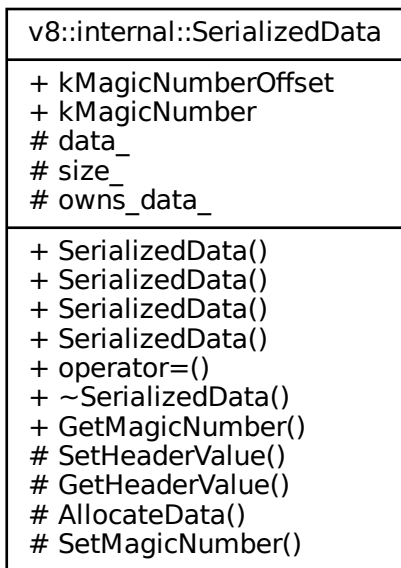 v8::internal::SerializedData
+ kMagicNumberOffset
+ kMagicNumber
# data_
# size_
# owns_data_
+ SerializedData()
+ SerializedData()
+ SerializedData()
+ SerializedData()
+ operator=()
+ ~SerializedData()
+ GetMagicNumber()
# SetHeaderValue()
# GetHeaderValue()
# AllocateData()
# SetMagicNumber()